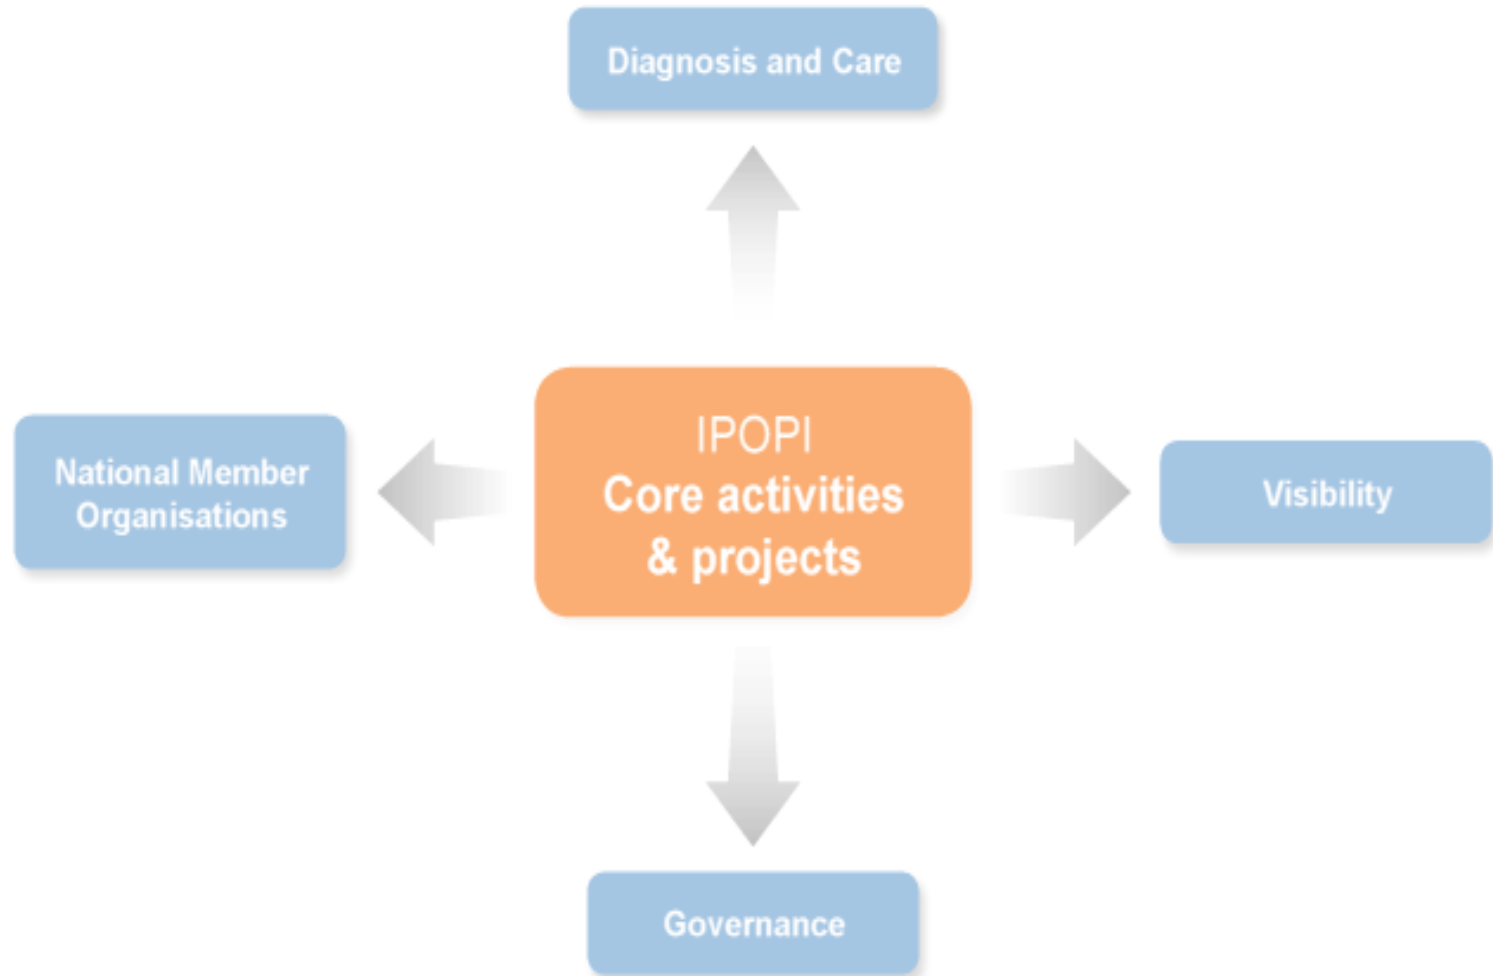 Diagnosis and Care
IPOPI
Core activities
& projects
National Member
Organisations
Visibility
Governance